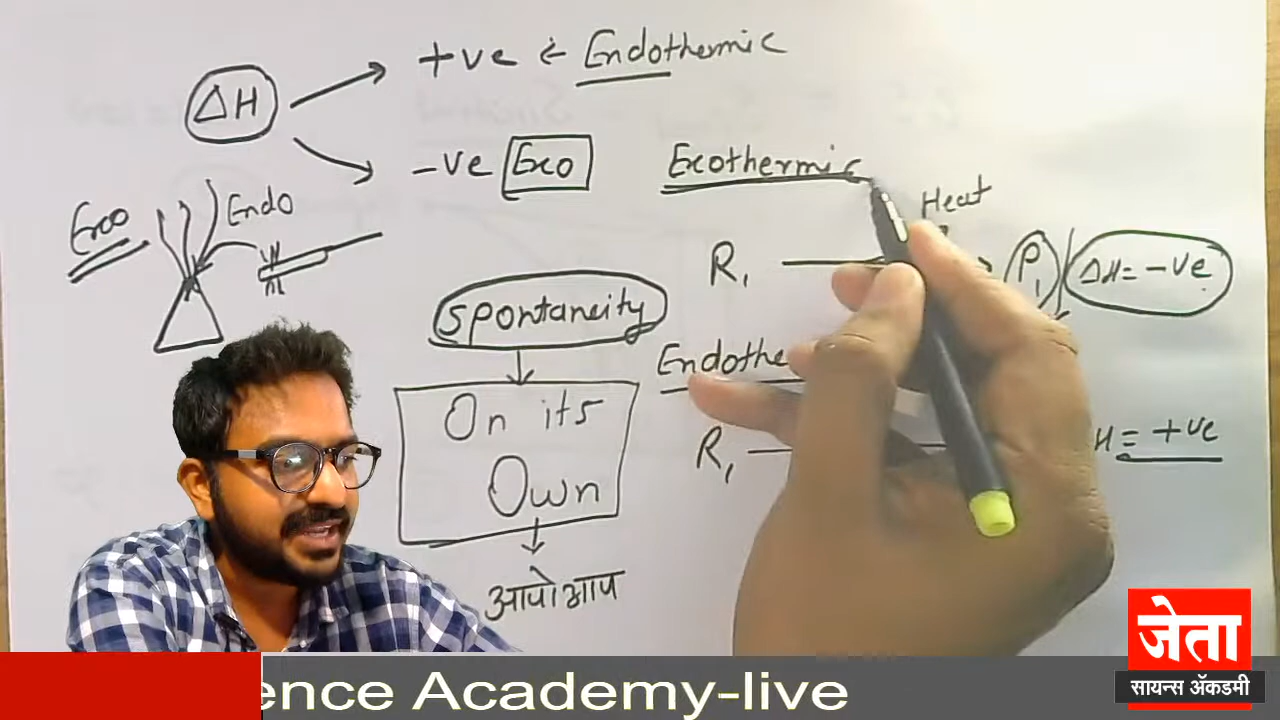 ΔH
+ve ← Endothermic
-ve Exo
Exothermic
Exo
Endo
Heat
R₁
P₁
ΔH = -ve
spontaneity
Endothe
On its
Own
R₁
H = +ve
आपोआप
जेता
सायन्स ॲकडमी
ence Academy-live